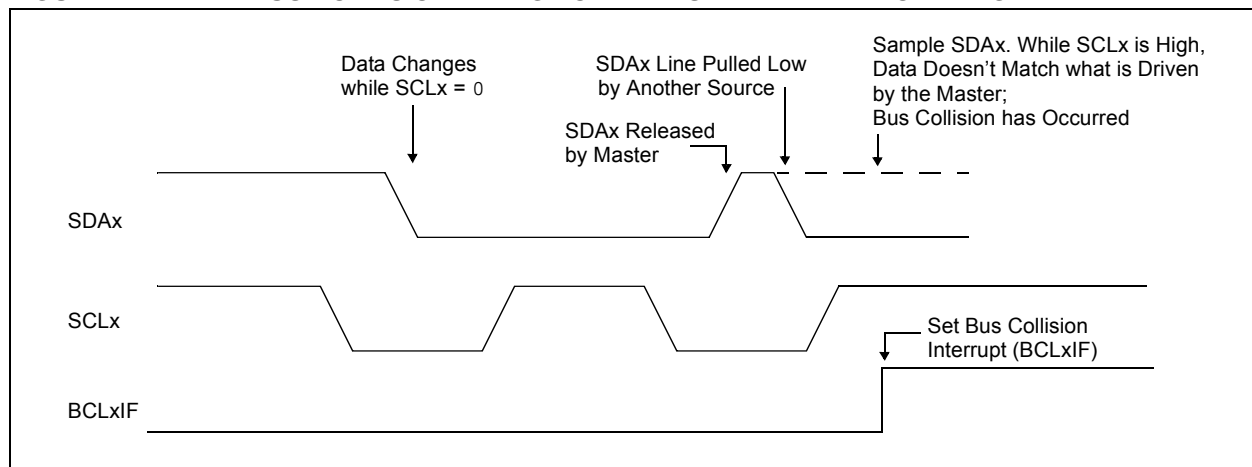 Data Changes
while SCLx = 0
SDAx Line Pulled Low
by Another Source
Sample SDAx. While SCLx is High,
Data Doesn't Match what is Driven
by the Master;
Bus Collision has Occurred
SDAx Released
by Master
SDAx
SCLx
Set Bus Collision
Interrupt (BCLxIF)
BCLxIF